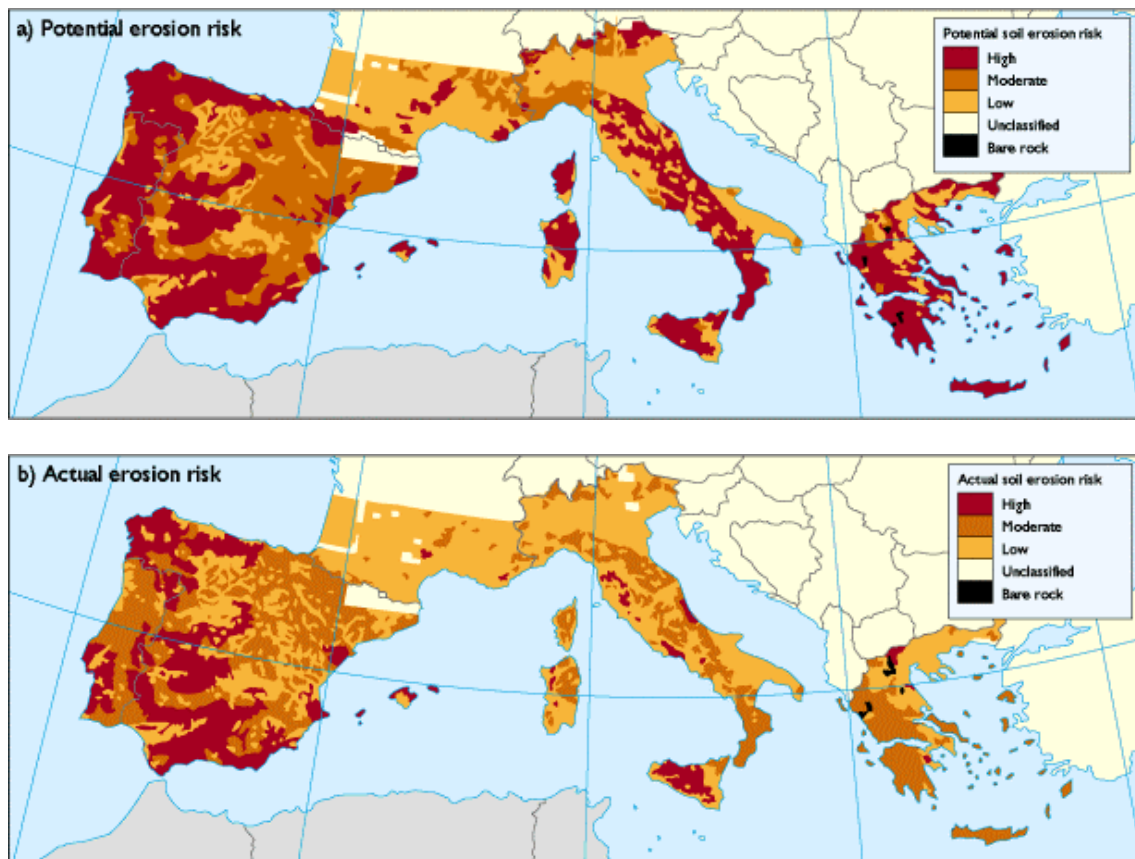 a) Potential erosion risk
Potential soil erosion risk
High
Moderate
Low
Unclassified
Bare rock
b) Actual erosion risk
Actual soil erosion risk
High
Moderate
Low
Unclassified
Bare rock